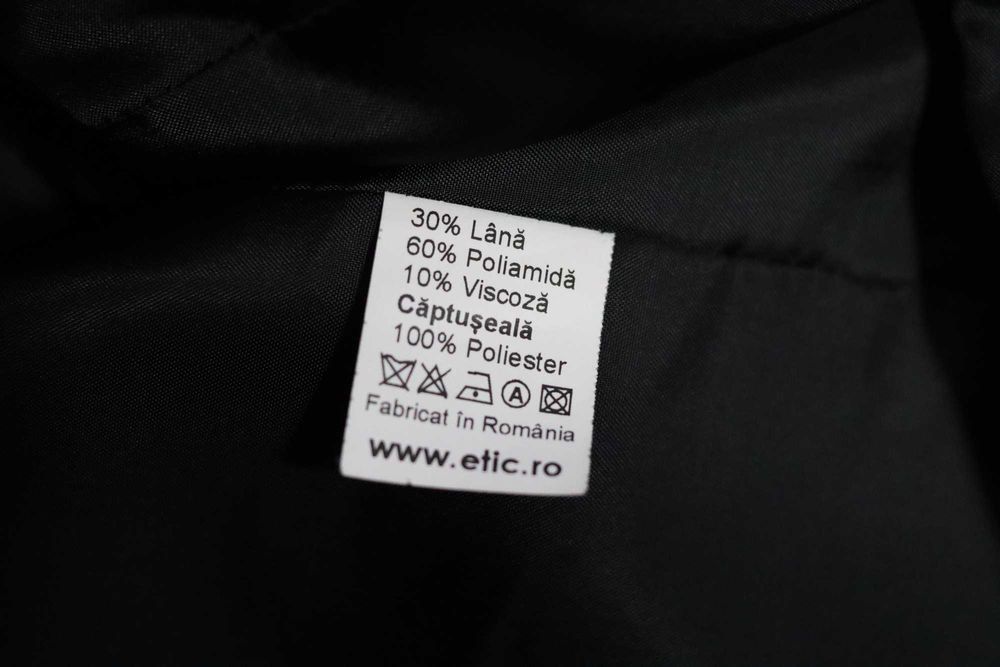 30% Lână
60% Poliamidă
10% Viscoză
Căptușeală
100% Poliester
A
Fabricat în România
www.etic.ro